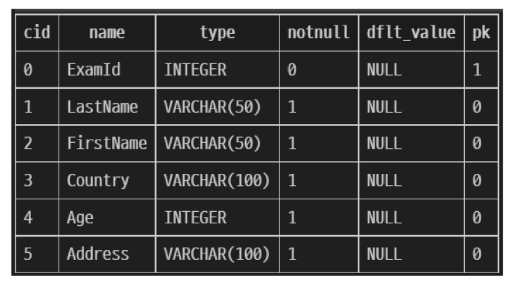 cid name type notnull dflt_value pk
0 ExamId INTEGER 0 NULL 1
1 LastName VARCHAR(50) 1 NULL 0
2 FirstName VARCHAR(50) 1 NULL 0
3 Country VARCHAR(100) 1 NULL 0
4 Age INTEGER 1 NULL 0
5 Address VARCHAR(100) 1 NULL 0